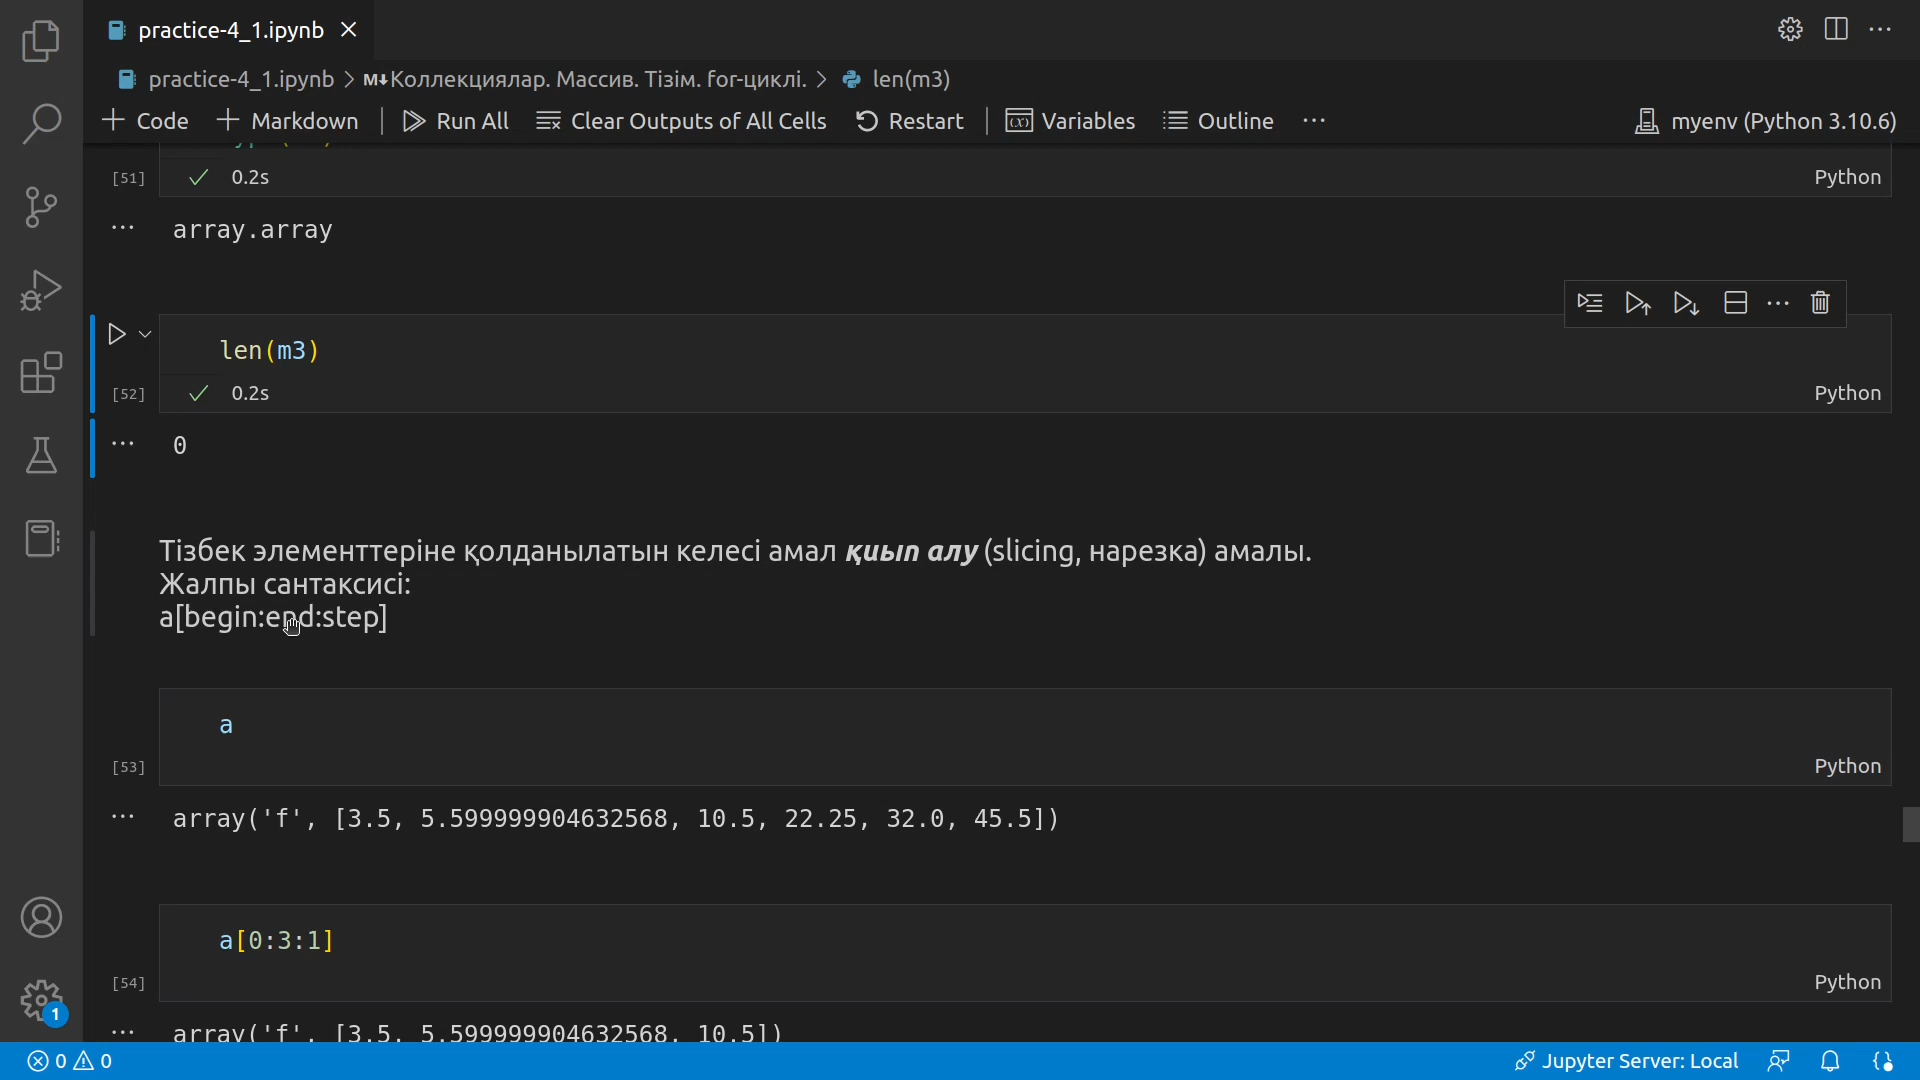 practice-4_1.ipynb
practice-4_1.ipynb > M↓Коллекциялар. Массив. Тізім. for-циклі. > len(m3)
+ Code + Markdown | Run All Clear Outputs of All Cells Restart | Variables Outline ··· myenv (Python 3.10.6)
[51] ✓ 0.2s Python
··· array.array
len(m3)
[52] ✓ 0.2s Python
··· 0
Тізбек элементтеріне қолданылатын келесі амал қиып алу (slicing, нарезка) амалы.
Жалпы сантаксисі:
a[begin:end:step]
a
[53] Python
··· array('f', [3.5, 5.599999904632568, 10.5, 22.25, 32.0, 45.5])
a[0:3:1]
[54] Python
··· array('f', [3.5, 5.599999904632568, 10.5])
1
0 0 Jupyter Server: Local